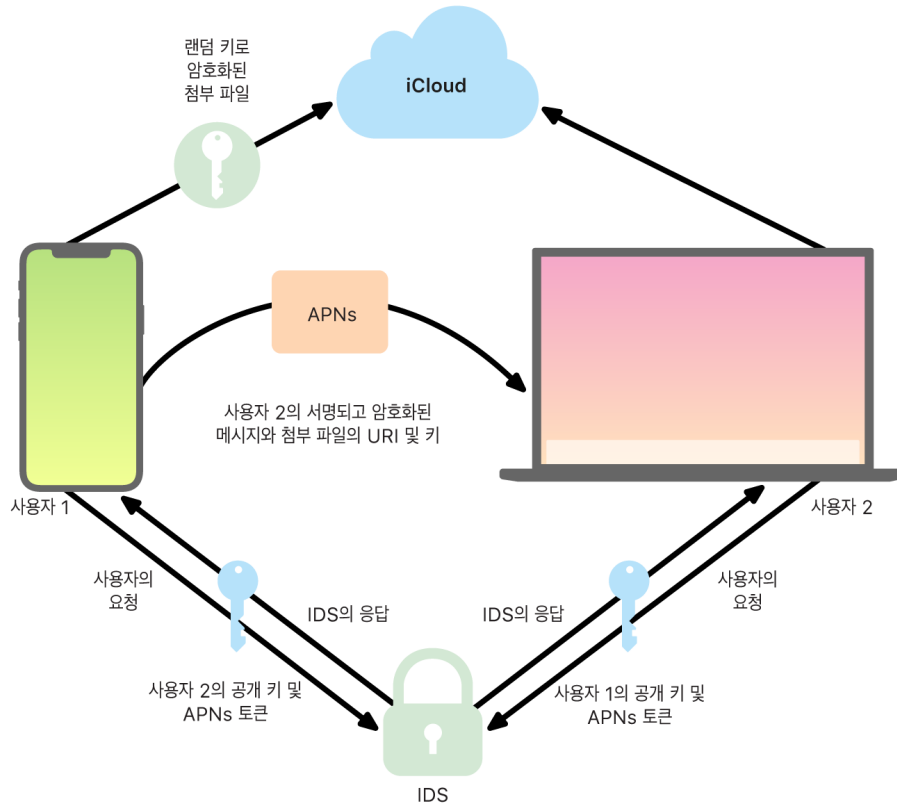 랜덤 키로
암호화된
첨부 파일
iCloud
APNs
사용자 2의 서명되고 암호화된
메시지와 첨부 파일의 URI 및 키
사용자 1
사용자 2
사용자의
요청
IDS의 응답
IDS의 응답
사용자의
요청
사용자 2의 공개 키 및
APNs 토큰
사용자 1의 공개 키 및
APNs 토큰
IDS